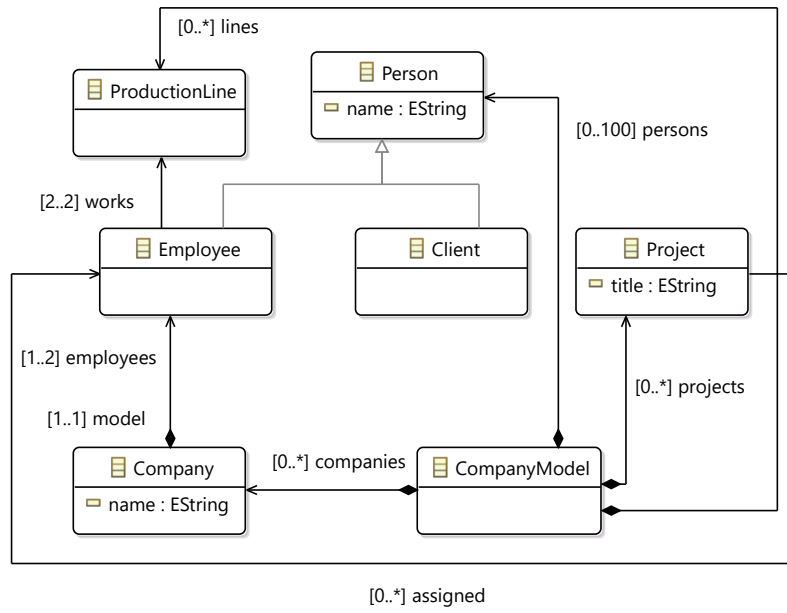 [0..*] lines
Person
name : EString
ProductionLine
[0..100] persons
[2..2] works
Employee
Client
Project
title : EString
[1..2] employees
[0..*] projects
[1..1] model
Company
name : EString
[0..*] companies
CompanyModel
[0..*] assigned